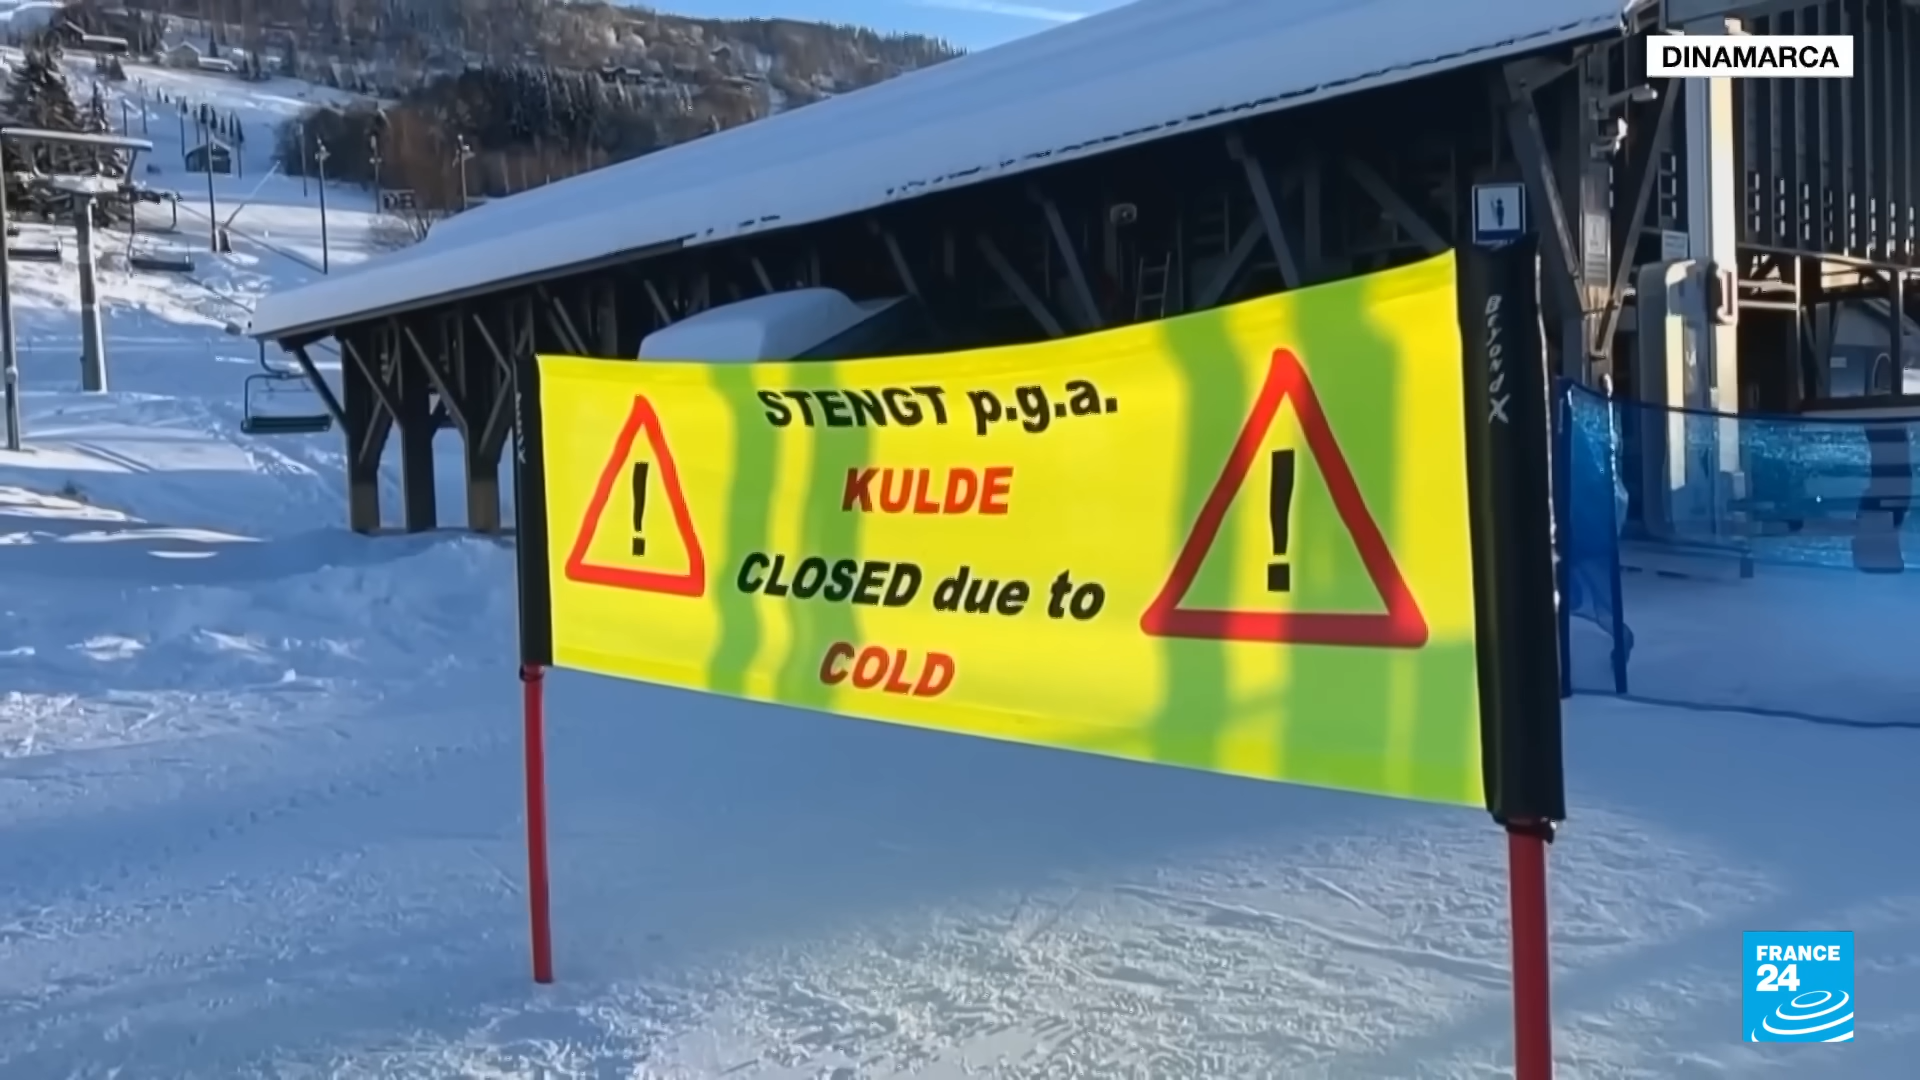 DINAMARCA
STENGT p.g.a.
KULDE
CLOSED due to
COLD
FRANCE
24